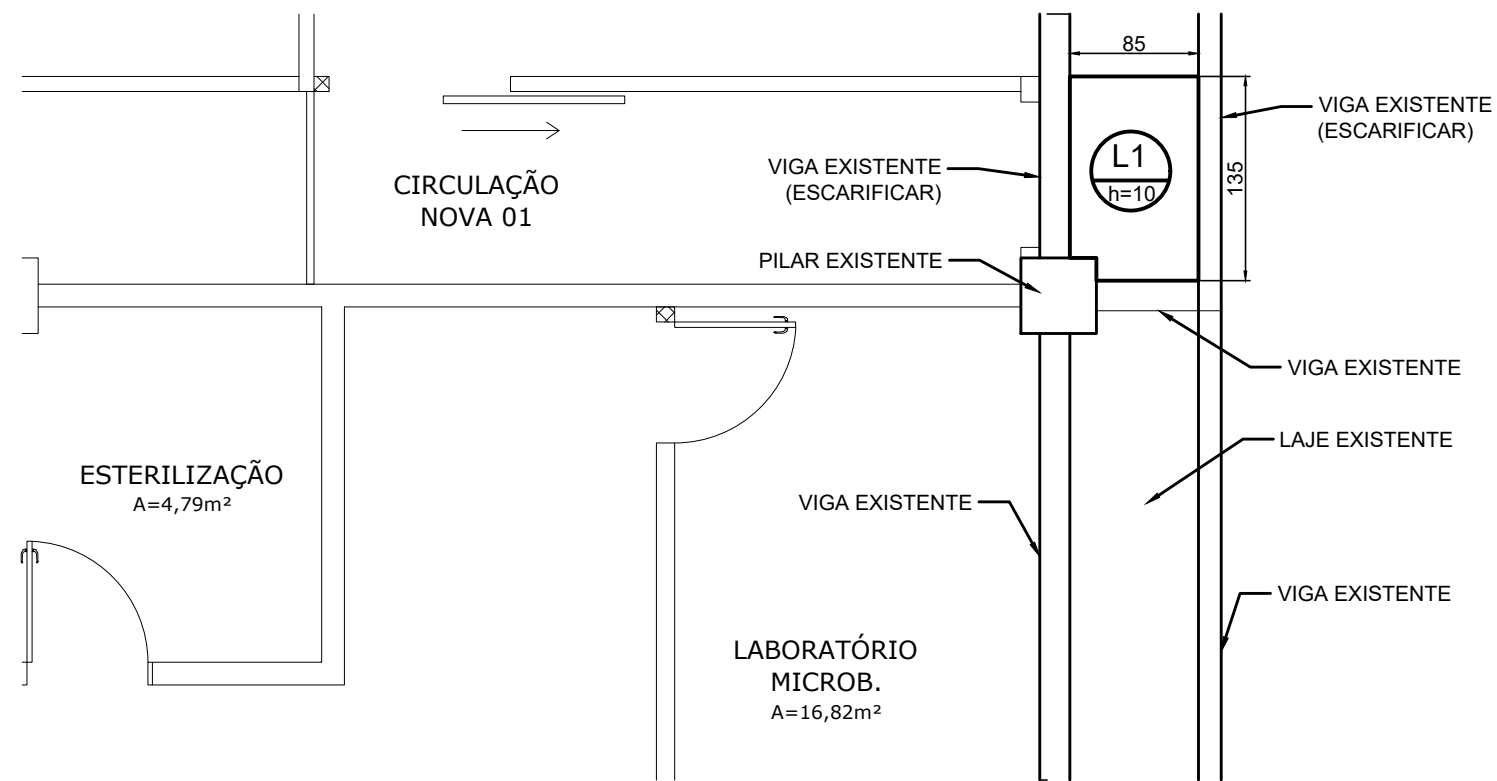 85
VIGA EXISTENTE
(ESCARIFICAR)
L1
h=10
135
VIGA EXISTENTE
(ESCARIFICAR)
CIRCULAÇÃO
NOVA 01
PILAR EXISTENTE
VIGA EXISTENTE
LAJE EXISTENTE
ESTERILIZAÇÃO
A=4,79m²
VIGA EXISTENTE
VIGA EXISTENTE
LABORATÓRIO
MICROB.
A=16,82m²